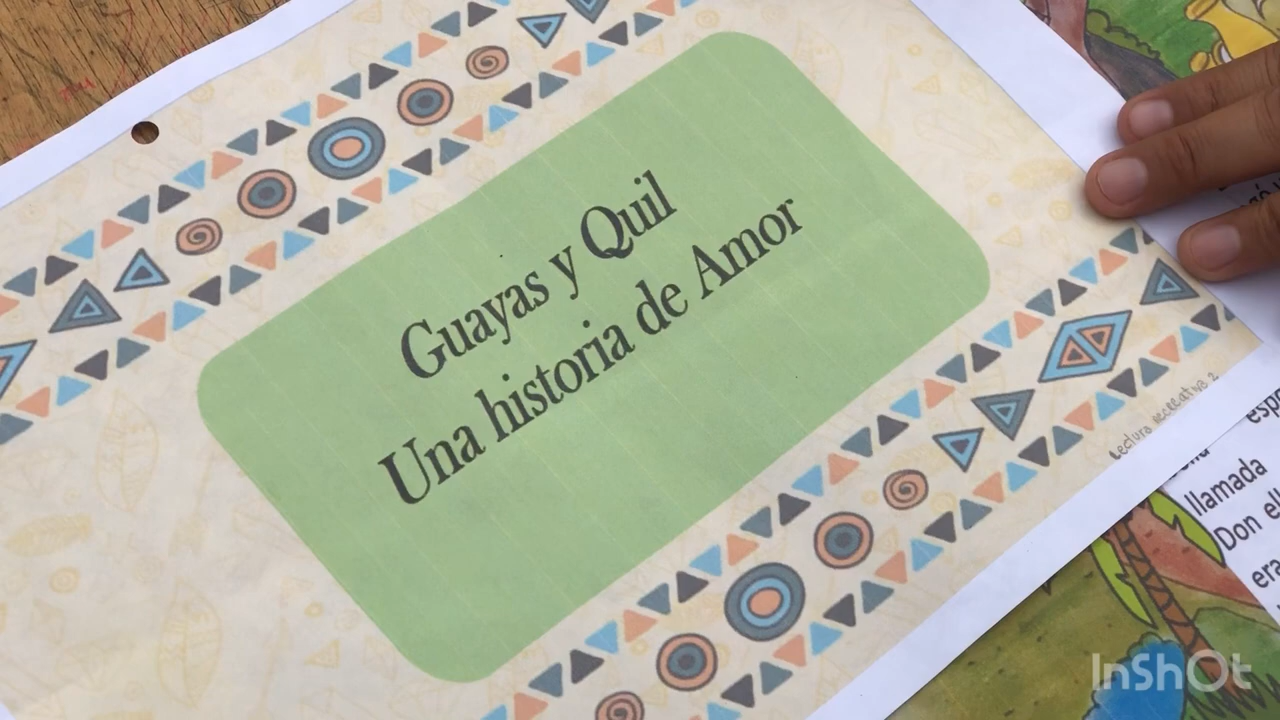 Guayas y Quil
Una historia de Amor
Lectura recreativa 2
llamada
Don el
era
InShOt